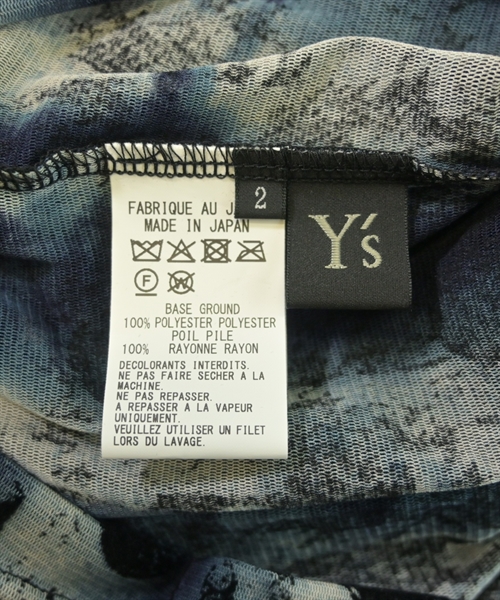 2
Y's
FABRIQUE AU
MADE IN JAPAN
F
W
BASE GROUND
100% POLYESTER POLYESTER
POIL PILE
100% RAYONNE RAYON
DECOLORANTS INTERDITS.
NE PAS FAIRE SECHER A LA
MACHINE.
NE PAS REPASSER.
A REPASSER A LA VAPEUR
UNIQUEMENT.
VEUILLEZ UTILISER UN FILET
LORS DU LAVAGE.